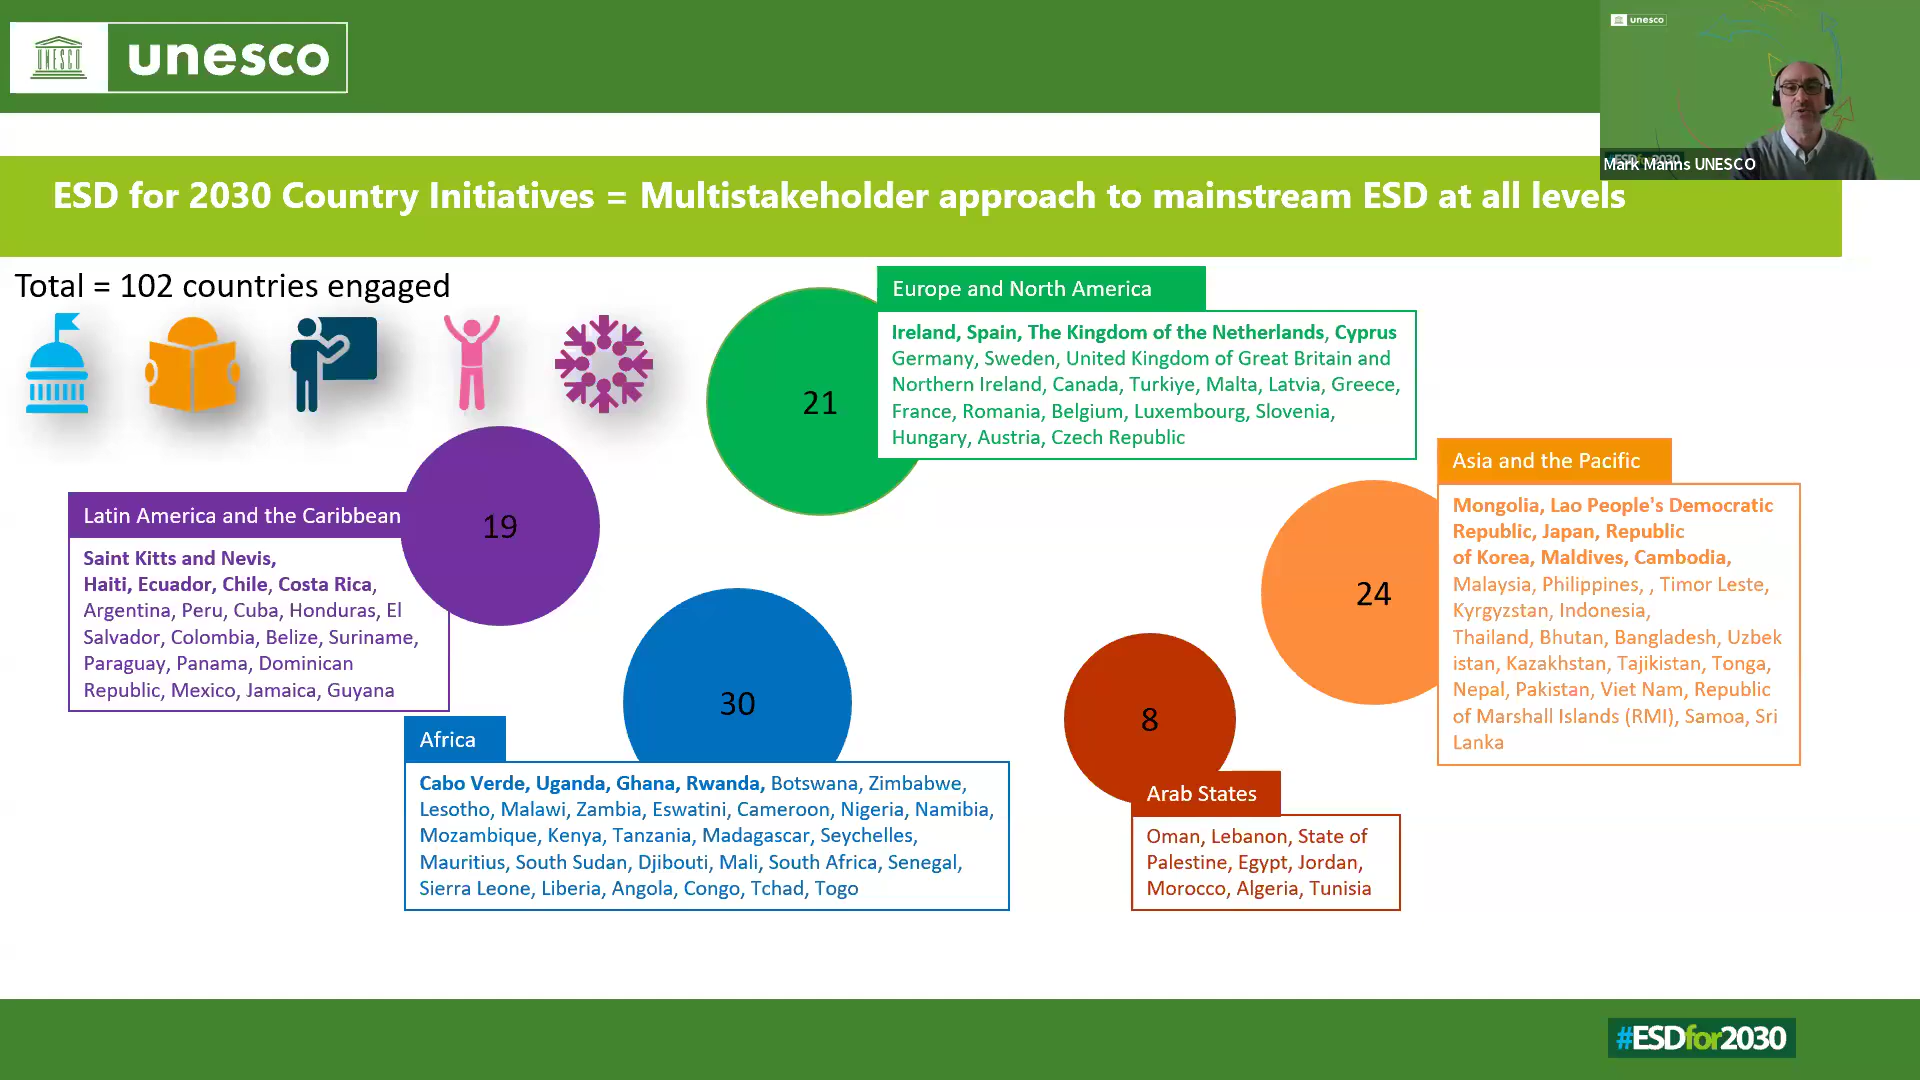 UNESCO
unesco
unesco
Mark Manns UNESCO
ESD for 2030 Country Initiatives = Multistakeholder approach to mainstream ESD at all levels
Total = 102 countries engaged
21
Europe and North America
Ireland, Spain, The Kingdom of the Netherlands, Cyprus
Germany, Sweden, United Kingdom of Great Britain and
Northern Ireland, Canada, Turkiye, Malta, Latvia, Greece,
France, Romania, Belgium, Luxembourg, Slovenia,
Hungary, Austria, Czech Republic
19
Latin America and the Caribbean
Saint Kitts and Nevis,
Haiti, Ecuador, Chile, Costa Rica,
Argentina, Peru, Cuba, Honduras, El
Salvador, Colombia, Belize, Suriname,
Paraguay, Panama, Dominican
Republic, Mexico, Jamaica, Guyana
24
Asia and the Pacific
Mongolia, Lao People's Democratic
Republic, Japan, Republic
of Korea, Maldives, Cambodia,
Malaysia, Philippines, , Timor Leste,
Kyrgyzstan, Indonesia,
Thailand, Bhutan, Bangladesh, Uzbek
istan, Kazakhstan, Tajikistan, Tonga,
Nepal, Pakistan, Viet Nam, Republic
of Marshall Islands (RMI), Samoa, Sri
Lanka
30
Africa
Cabo Verde, Uganda, Ghana, Rwanda, Botswana, Zimbabwe,
Lesotho, Malawi, Zambia, Eswatini, Cameroon, Nigeria, Namibia,
Mozambique, Kenya, Tanzania, Madagascar, Seychelles,
Mauritius, South Sudan, Djibouti, Mali, South Africa, Senegal,
Sierra Leone, Liberia, Angola, Congo, Tchad, Togo
8
Arab States
Oman, Lebanon, State of
Palestine, Egypt, Jordan,
Morocco, Algeria, Tunisia
#ESDfor2030